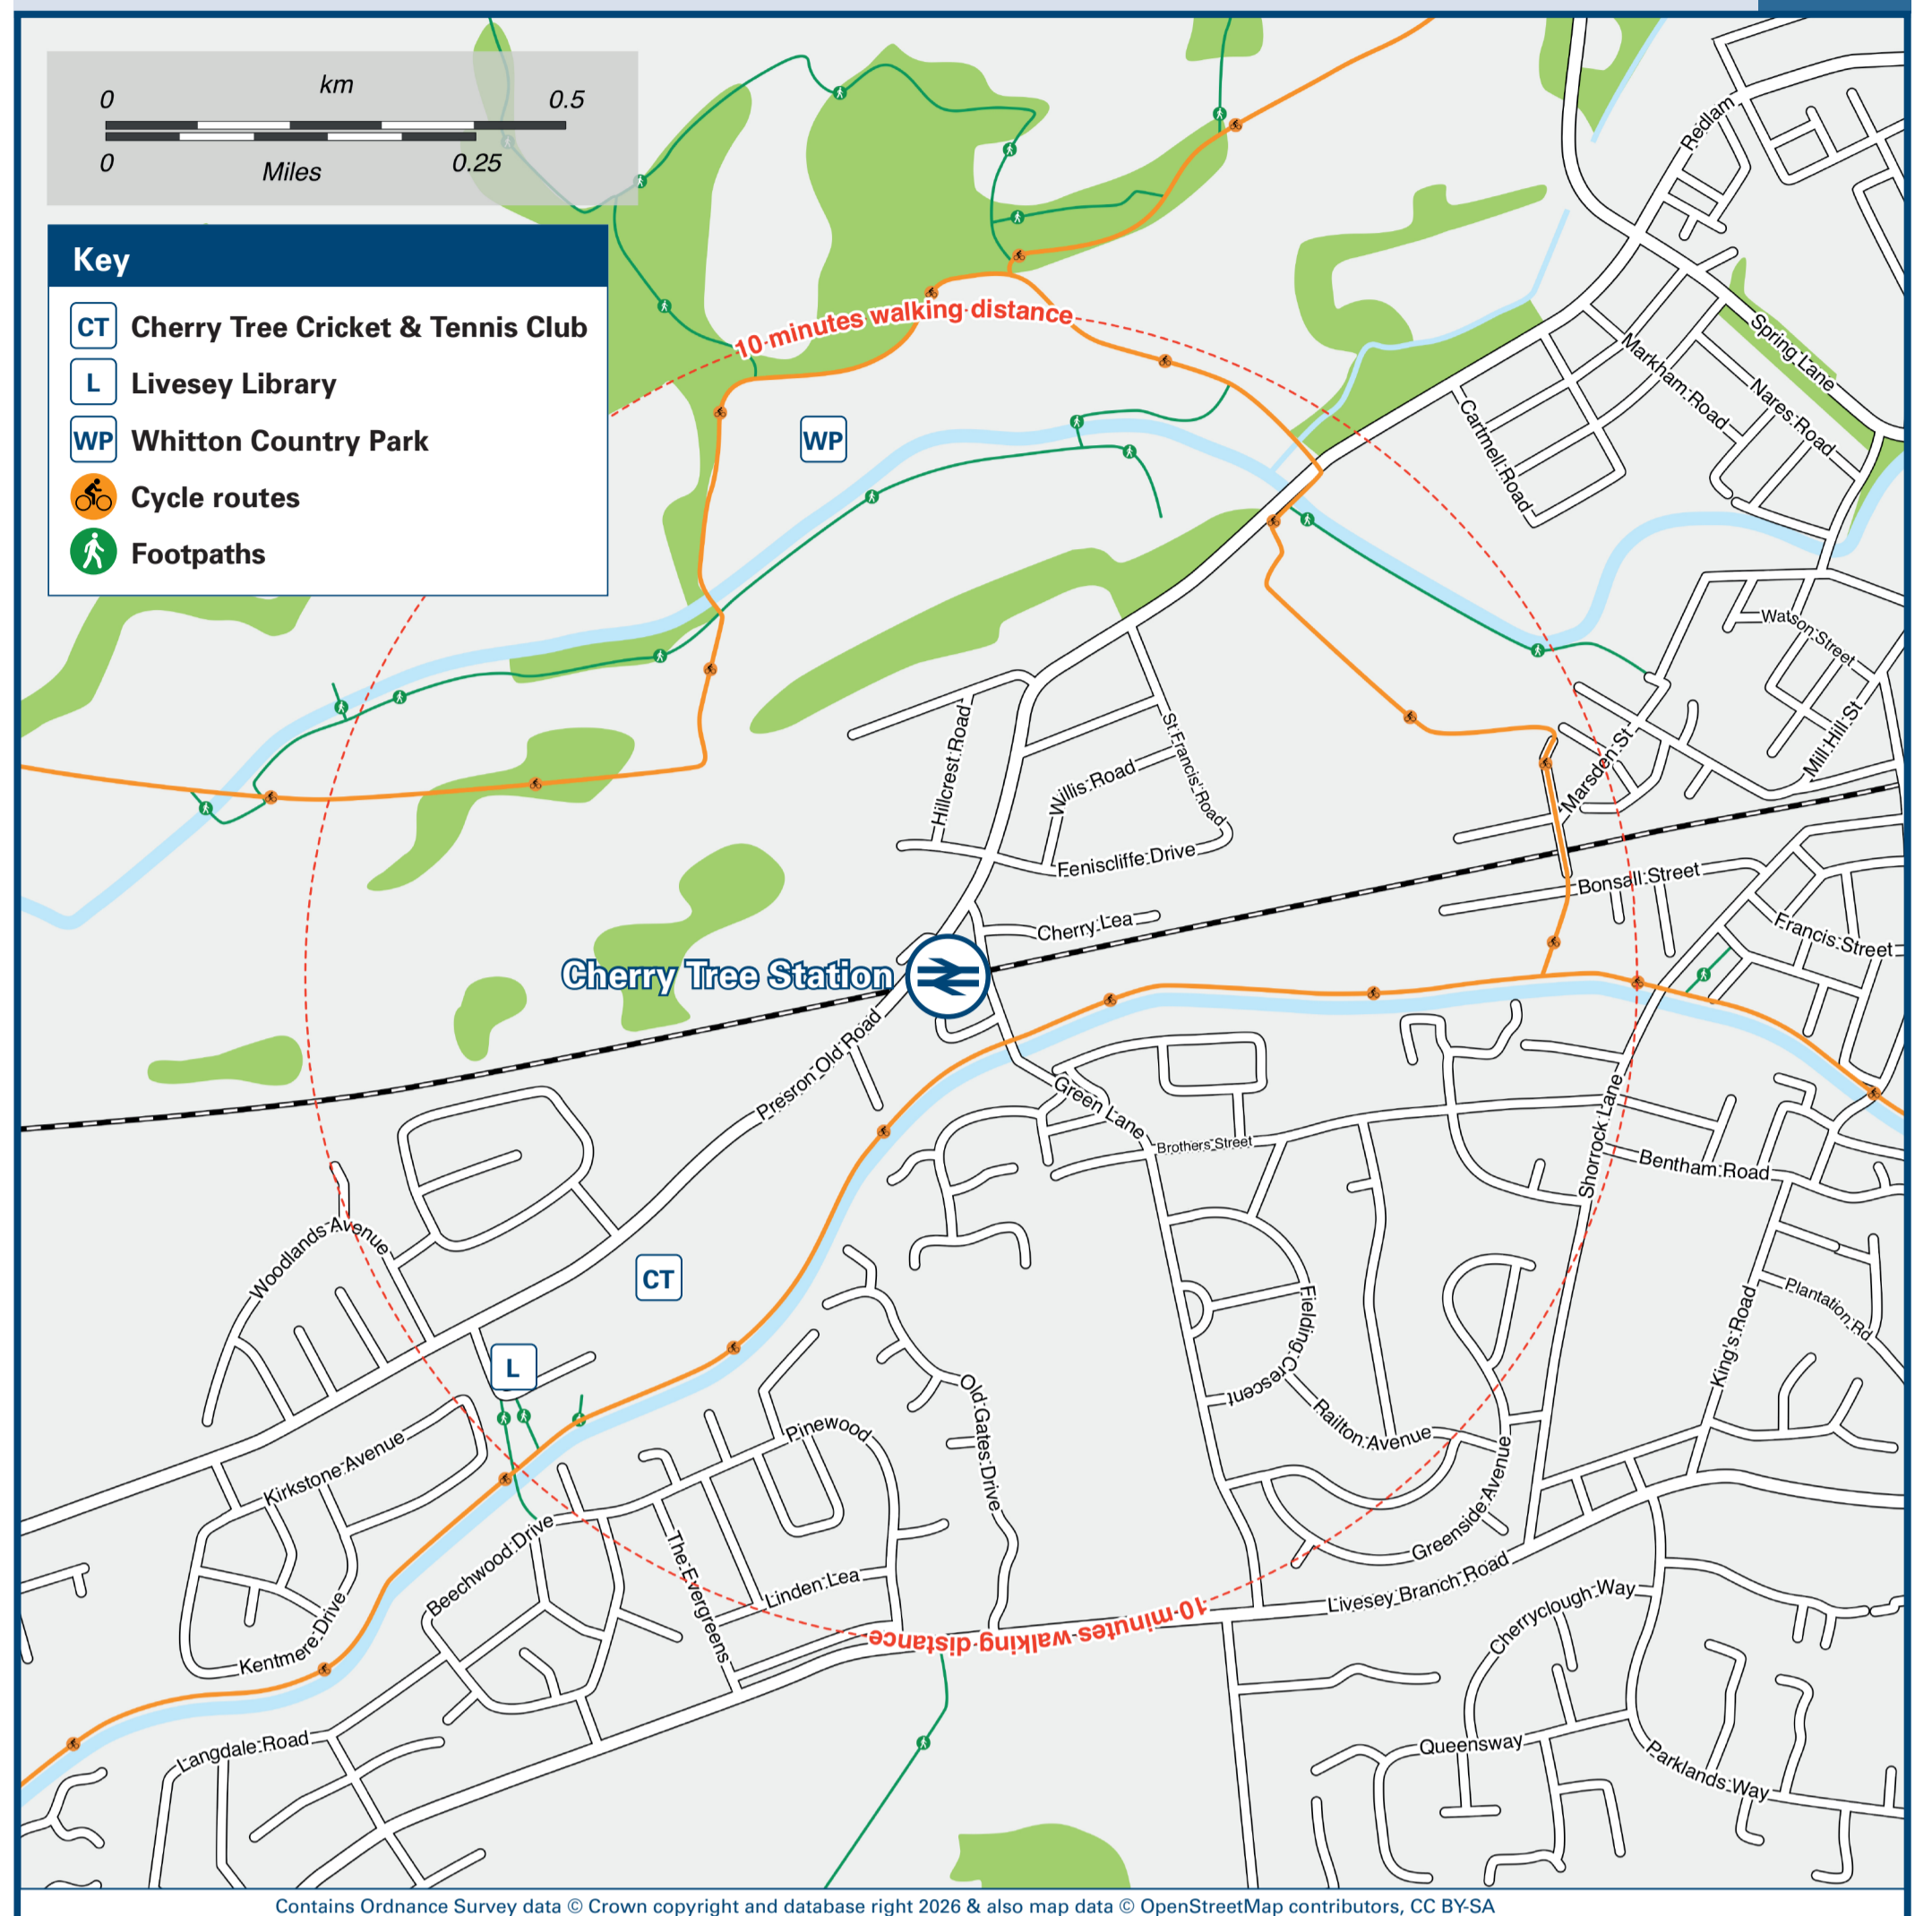 km
0 0.5
0 0.25
Miles
Key
CT Cherry Tree Cricket & Tennis Club
L Livesey Library
WP Whitton Country Park
Cycle routes
Footpaths
10 minutes walking distance
WP
Redlam
Spring Lane
Markham Road
Nares Road
Cartmell Road
Watson Street
Mill Hill St
Marsden St
Hillcrest Road
St Francis Road
Willis Road
Feniscliffe Drive
Bonsall Street
Francis Street
Cherry Lea
Cherry Tree Station
Presron Old Road
Green Lane
Brothers Street
Shorrock Lane
Bentham Road
Woodlands Avenue
CT
Fielding Crescent
Plantation Rd
King's Road
L
Old Gates Drive
Railton Avenue
Pinewood
Kirkstone Avenue
Greenside Avenue
Beechwood Drive
The Evergreens
Linden Lea
Livesey Branch Road
10 minutes walking distance
Cherryclough Way
Kentmere Drive
Langdale Road
Queensway
Parklands Way
Contains Ordnance Survey data © Crown copyright and database right 2026 & also map data © OpenStreetMap contributors, CC BY-SA